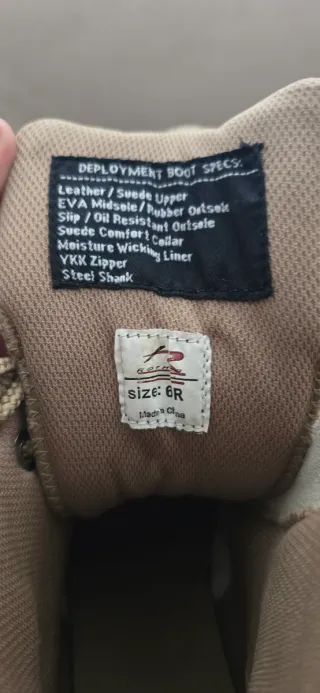 DEPLOYMENT BOOT SPECS:
Leather / Suede Upper
EVA Midsole / Rubber Outsole
Slip / Oil Resistant Outsole
Suede Comfort Collar
Moisture Wicking Liner
YKK Zipper
Steel Shank
R
ROTHCO
size: 6R
Made in China